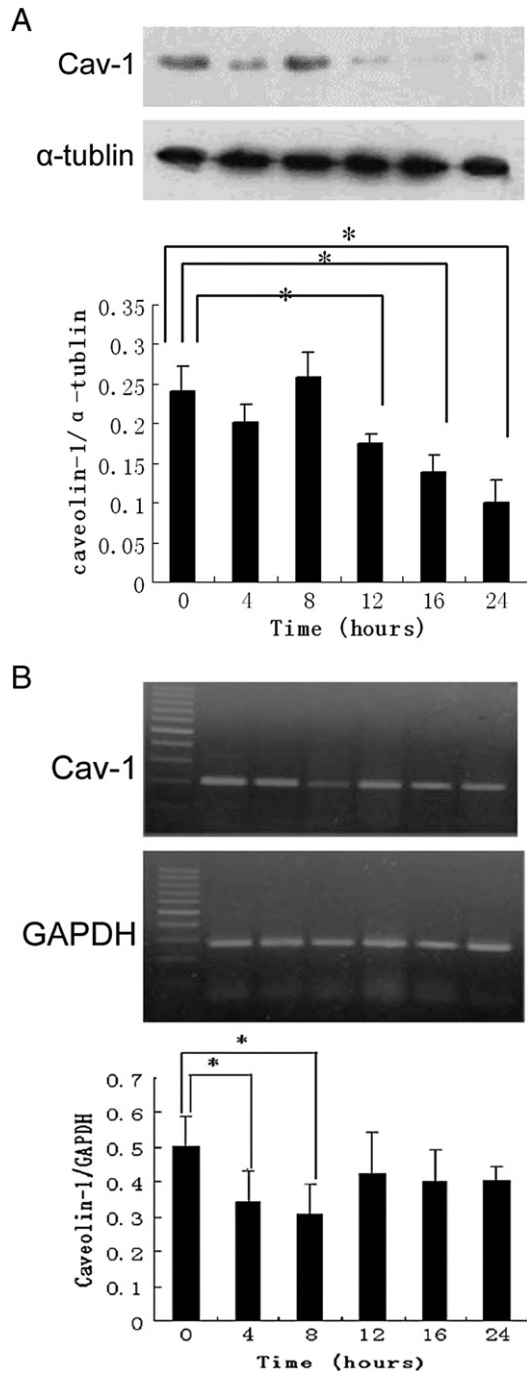 A
Cav-1
α-tublin
*
*
*
caveolin-1/α-tublin
0.35
0.3
0.25
0.2
0.15
0.1
0.05
0
0 4 8 12 16 24
Time (hours)
B
Cav-1
GAPDH
*
*
Caveolin-1/GAPDH
0.7
0.6
0.5
0.4
0.3
0.2
0.1
0
0 4 8 12 16 24
Time (hours)